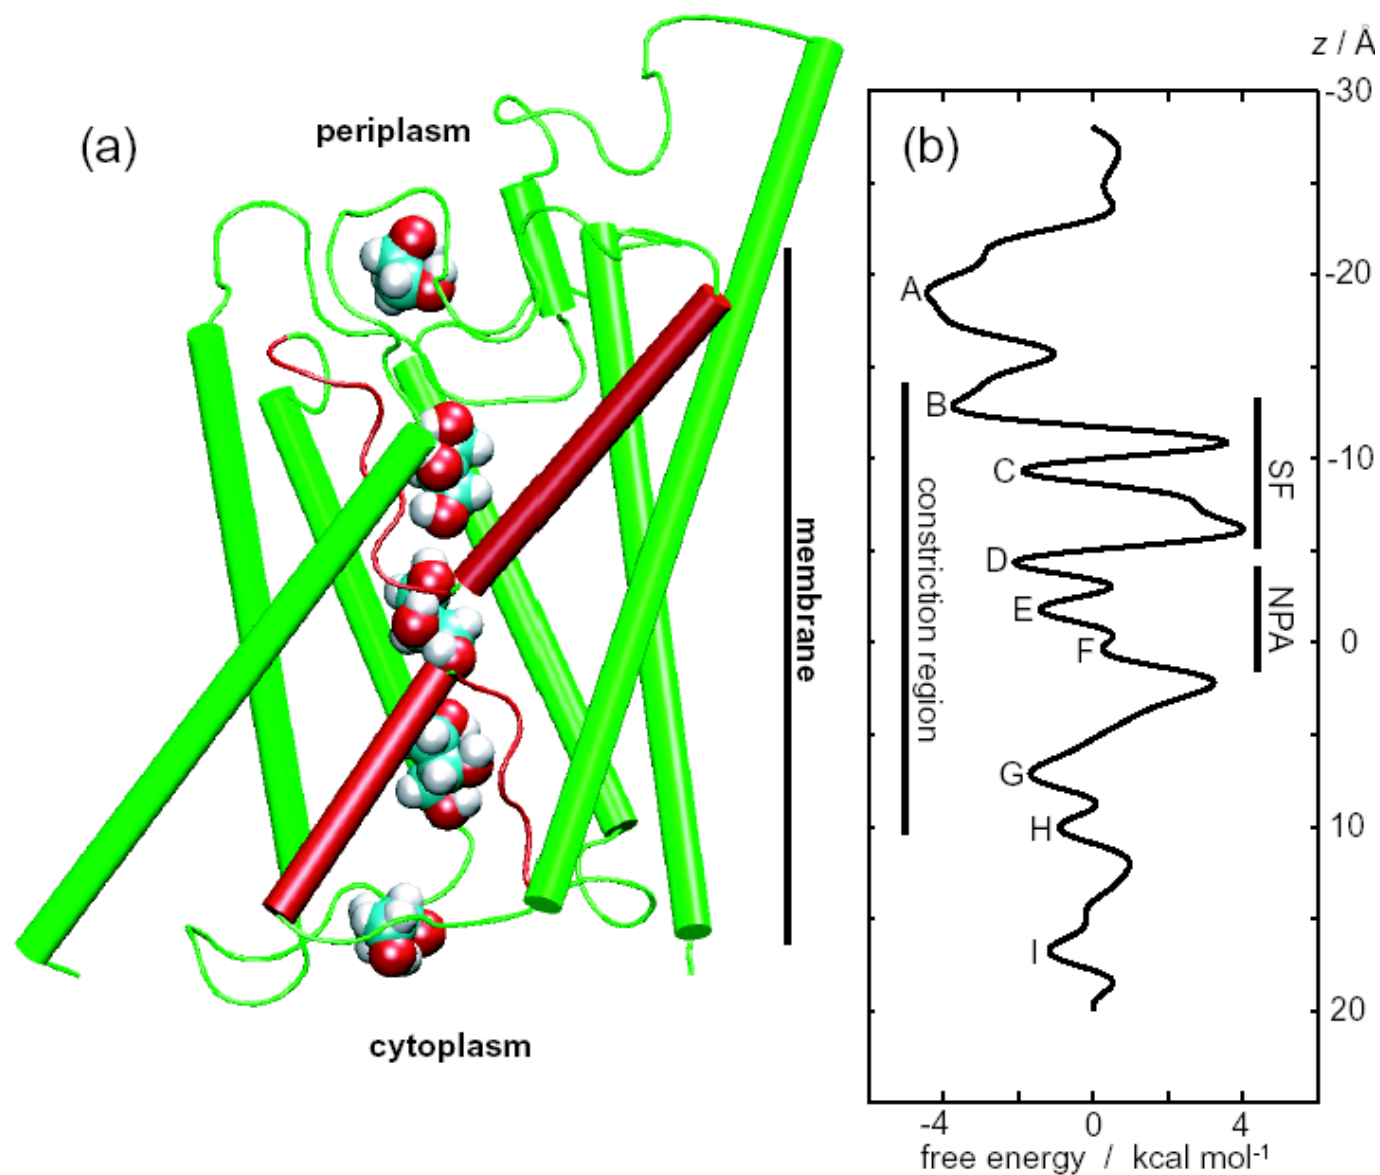 (a)
periplasm
membrane
cytoplasm
(b)
z / Å
-30
-20
-10
0
10
20
A
B
C
D
E
F
G
H
I
constriction region
SF
NPA
-4
0
4
free energy / kcal mol-1